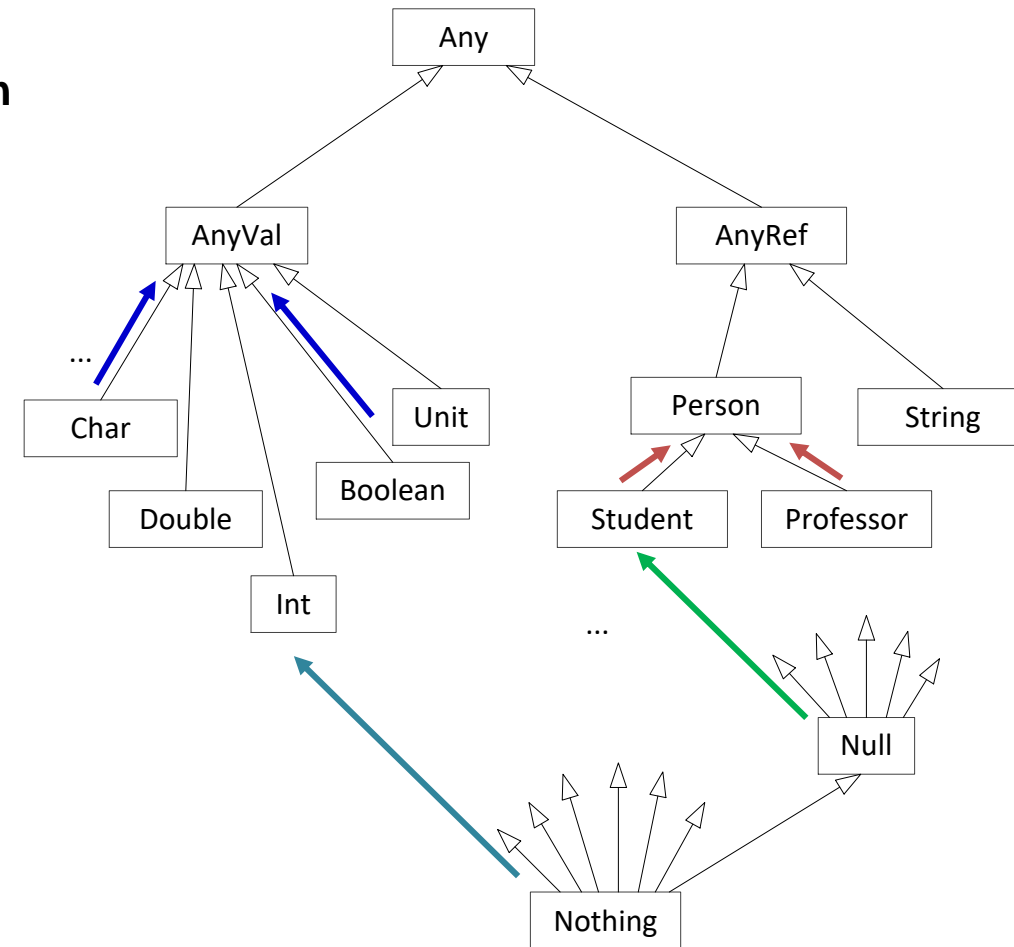 Any
n
AnyVal
AnyRef
...
Char
Unit
Person
String
Double
Boolean
Student
Professor
Int
...
Null
Nothing